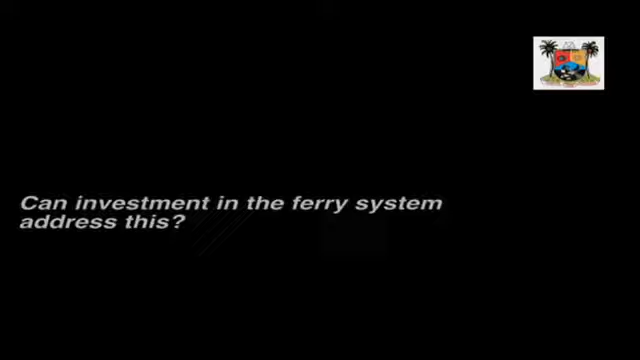 Can investment in the ferry system
address this?